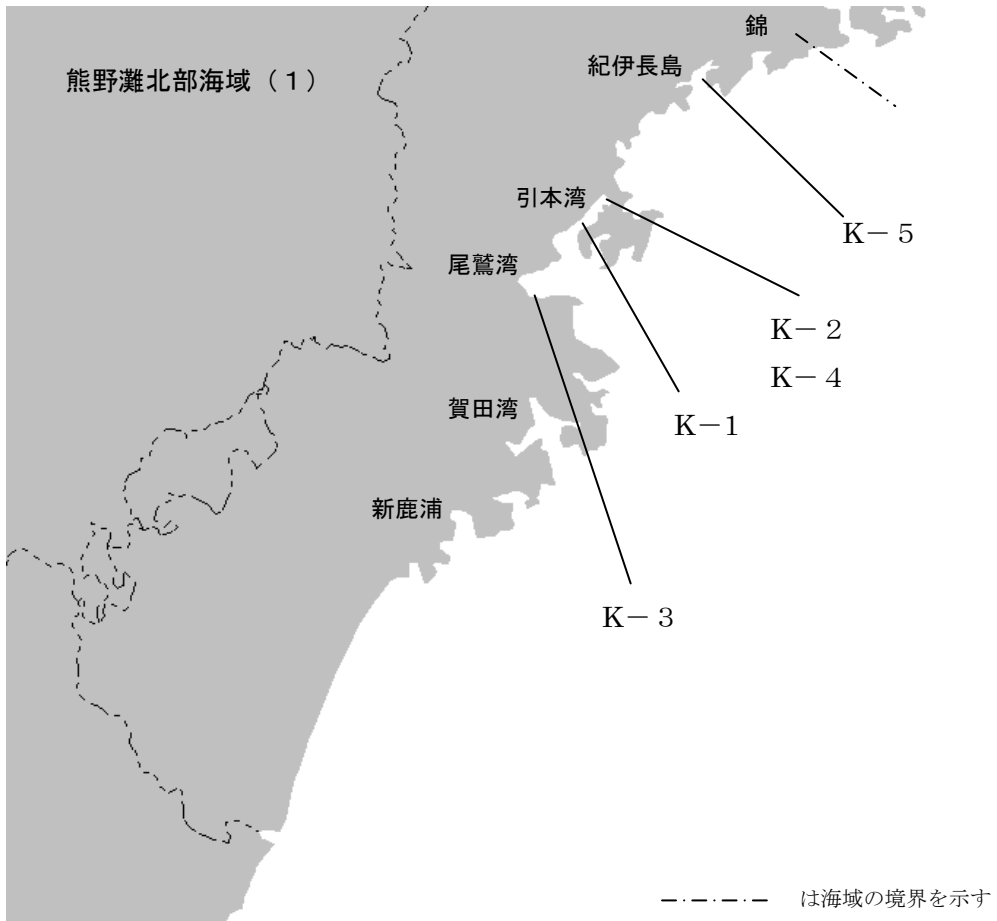 錦
紀伊長島
熊野灘北部海域（１）
引本湾
K－５
尾鷲湾
K－２
K－４
賀田湾
K－１
新鹿浦
K－３
は海域の境界を示す